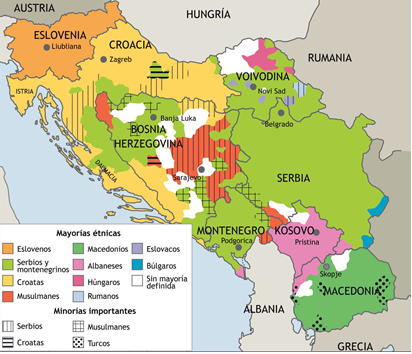 AUSTRIA
HUNGRÍA
ESLOVENIA
Liubliana
CROACIA
Zagreb
RUMANIA
VOIVODINA
Novi Sad
ISTRIA
Banja Luka
Belgrado
BOSNIA
HERZEGOVINA
DALMACIA
Sarajevo
SERBIA
MONTENEGRO
Podgorica
KOSOVO
Pristina
Skopje
MACEDONIA
ALBANIA
GRECIA
Mayorías étnicas
Eslovenos
Macedonios
Eslovacos
Serbios y
montenegrinos
Albaneses
Búlgaros
Croatas
Húngaros
Sin mayoría
definida
Musulmanes
Rumanos
Minorías importantes
Serbios
Musulmanes
Croatas
Turcos